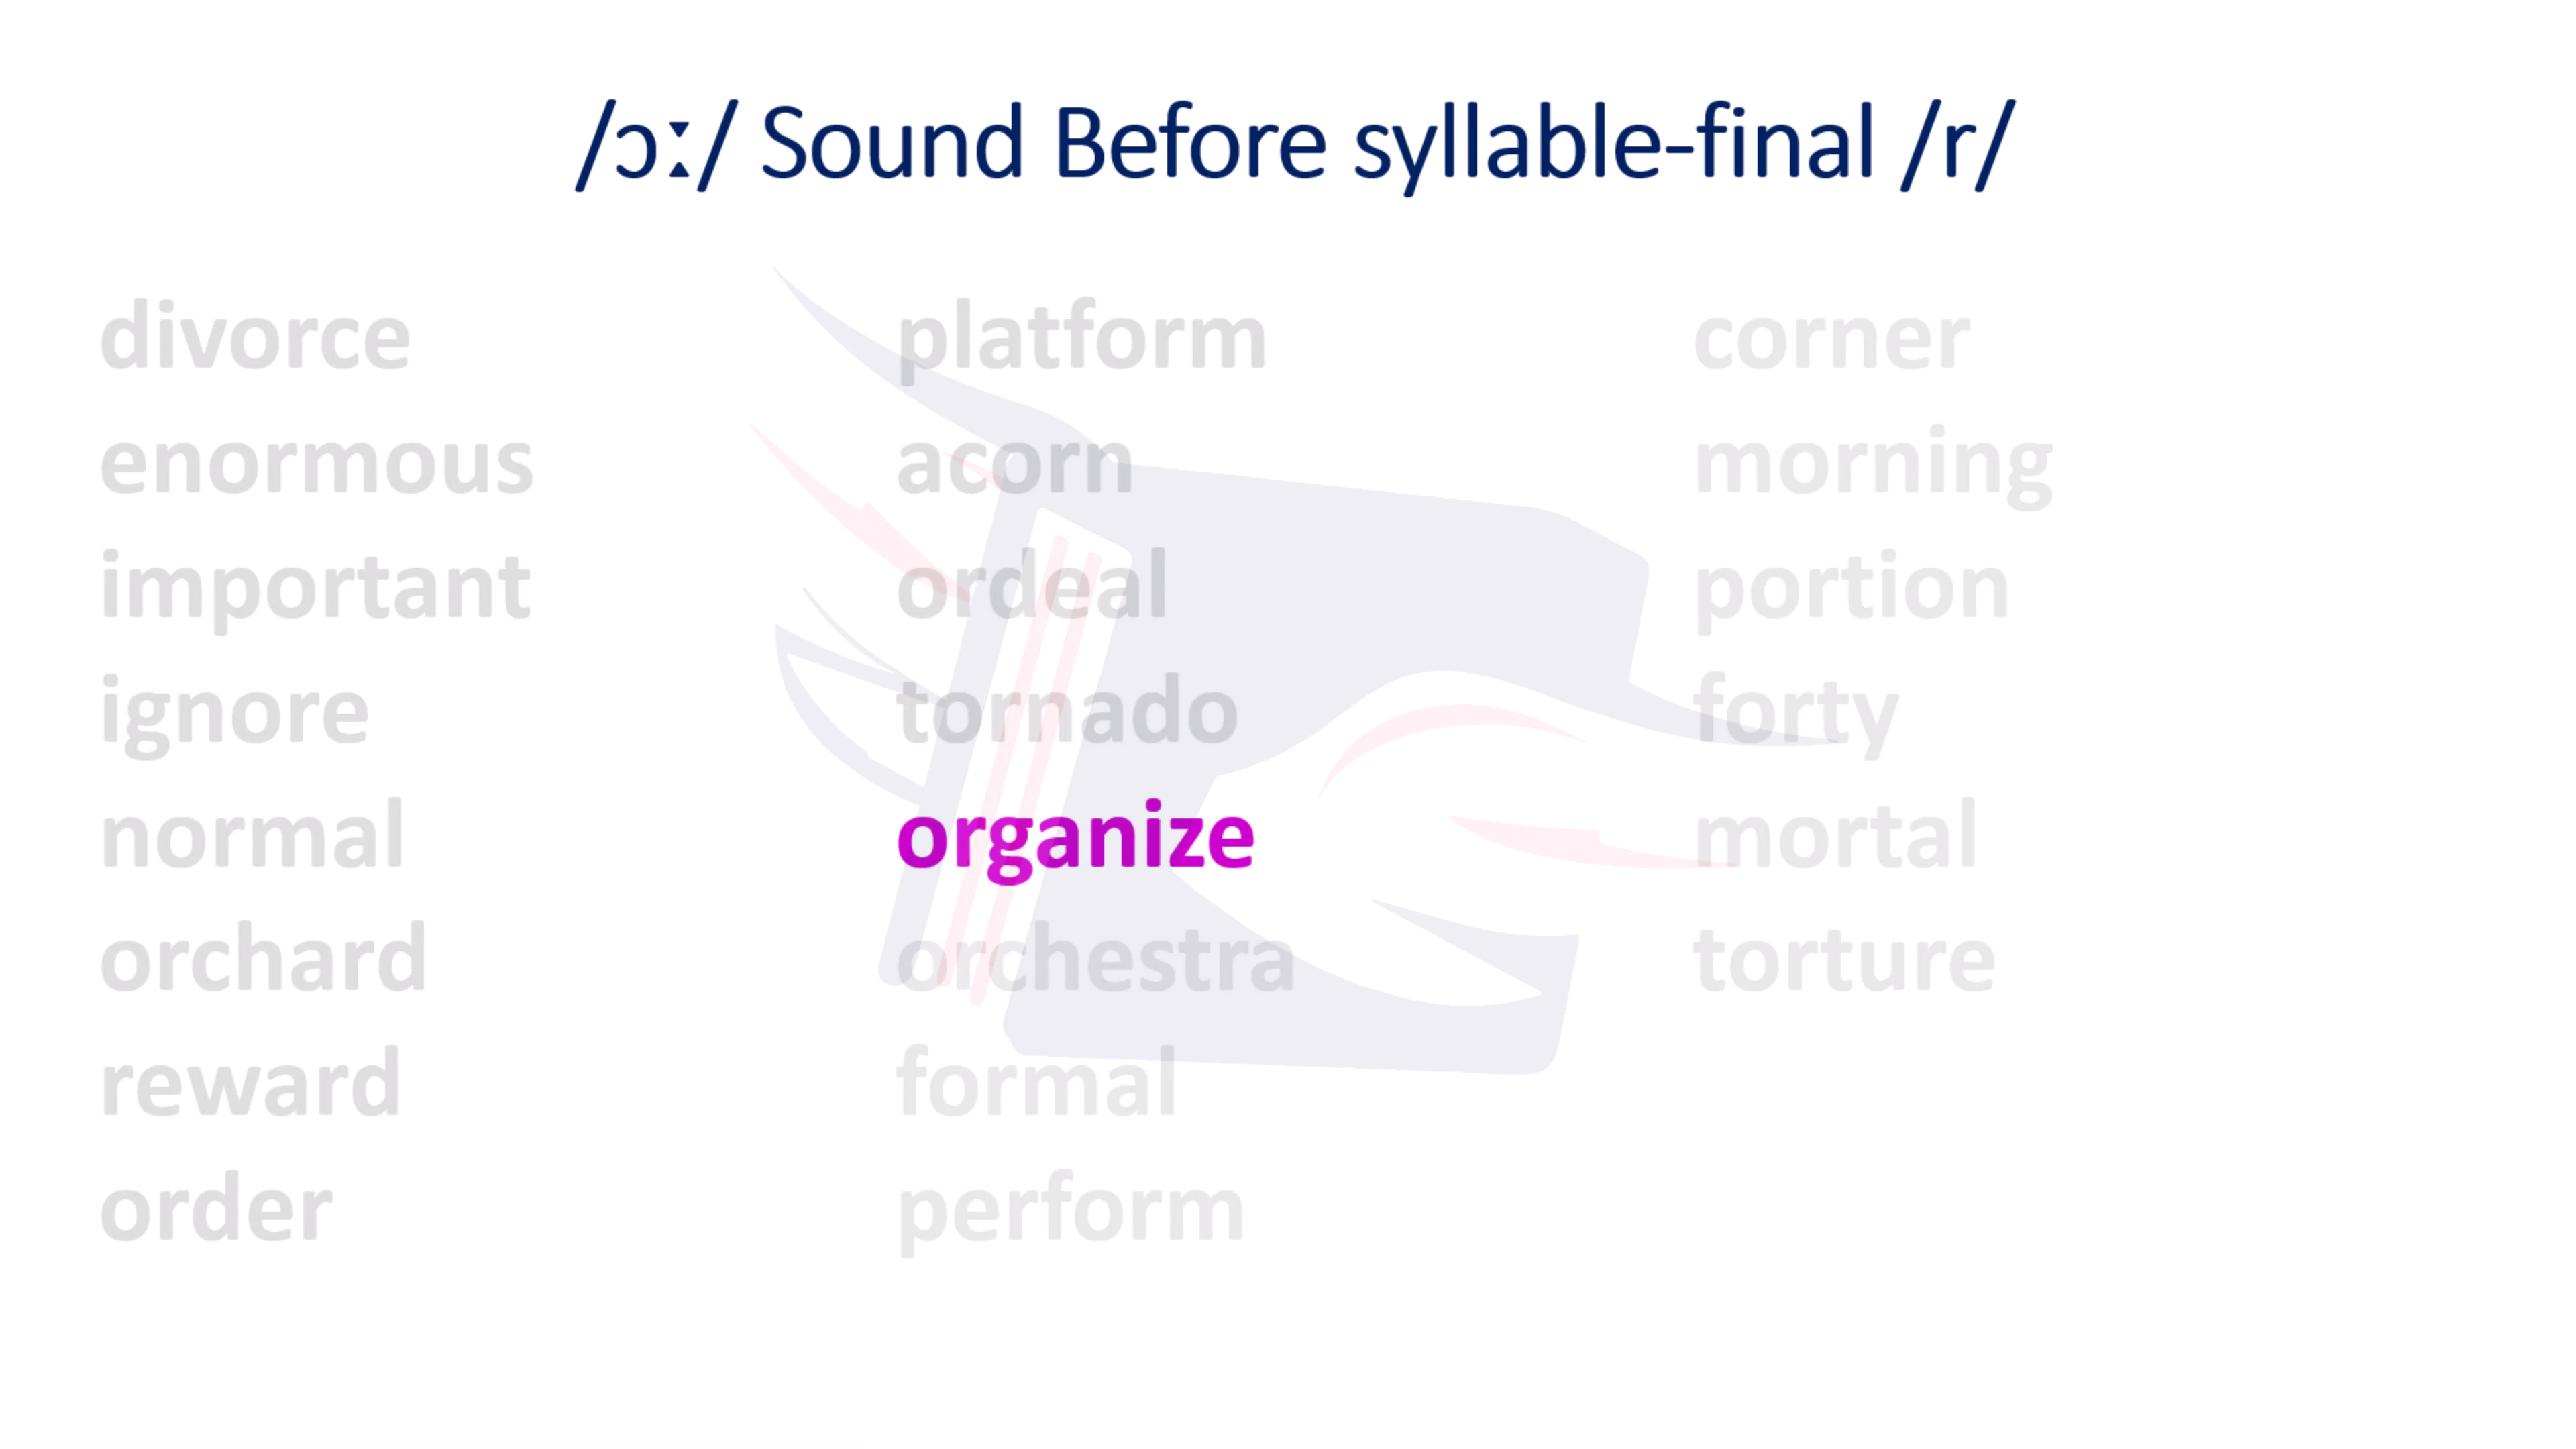 /ɔː/ Sound Before syllable-final /r/
divorce
enormous
important
ignore
normal
orchard
reward
order
platform
acorn
ordeal
tornado
organize
orchestra
formal
perform
corner
morning
portion
forty
mortal
torture